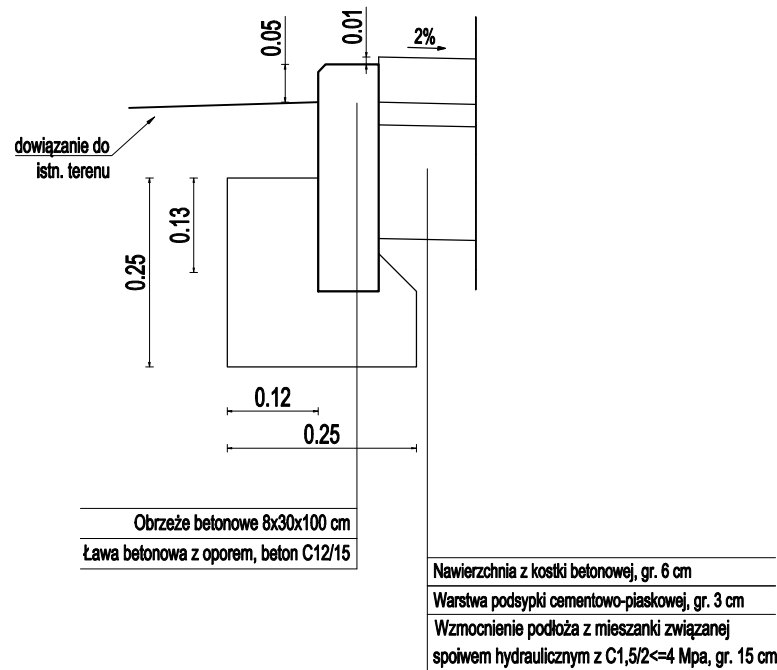 0.05
0.01
2%
dowiązanie do
istn. terenu
0.13
0.25
0.12
0.25
Obrzeże betonowe 8x30x100 cm
Ława betonowa z oporem, beton C12/15
Nawierzchnia z kostki betonowej, gr. 6 cm
Warstwa podsypki cementowo-piaskowej, gr. 3 cm
Wzmocnienie podłoża z mieszanki związanej
spoiwem hydraulicznym z C1,5/2<=4 Mpa, gr. 15 cm